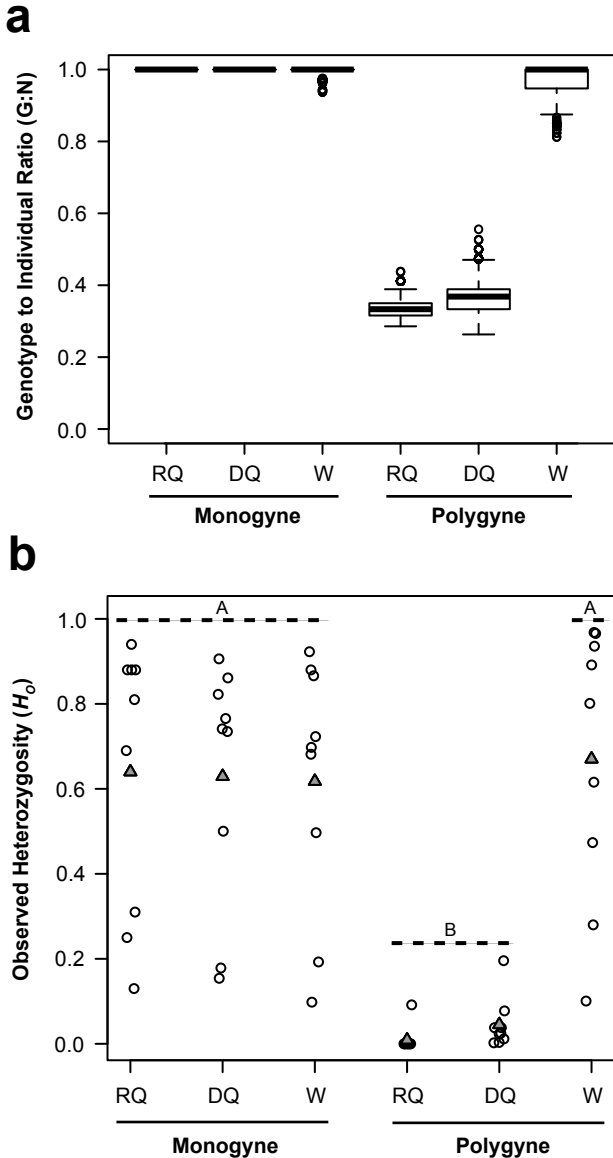 a
Genotype to Individual Ratio (G:N)
1.0
0.8
0.6
0.4
0.2
0.0
RQ DQ W RQ DQ W
Monogyne Polygyne
b
Observed Heterozygosity (Ho)
A A
1.0
0.8
0.6
0.4
B
0.2
0.0
RQ DQ W RQ DQ W
Monogyne Polygyne